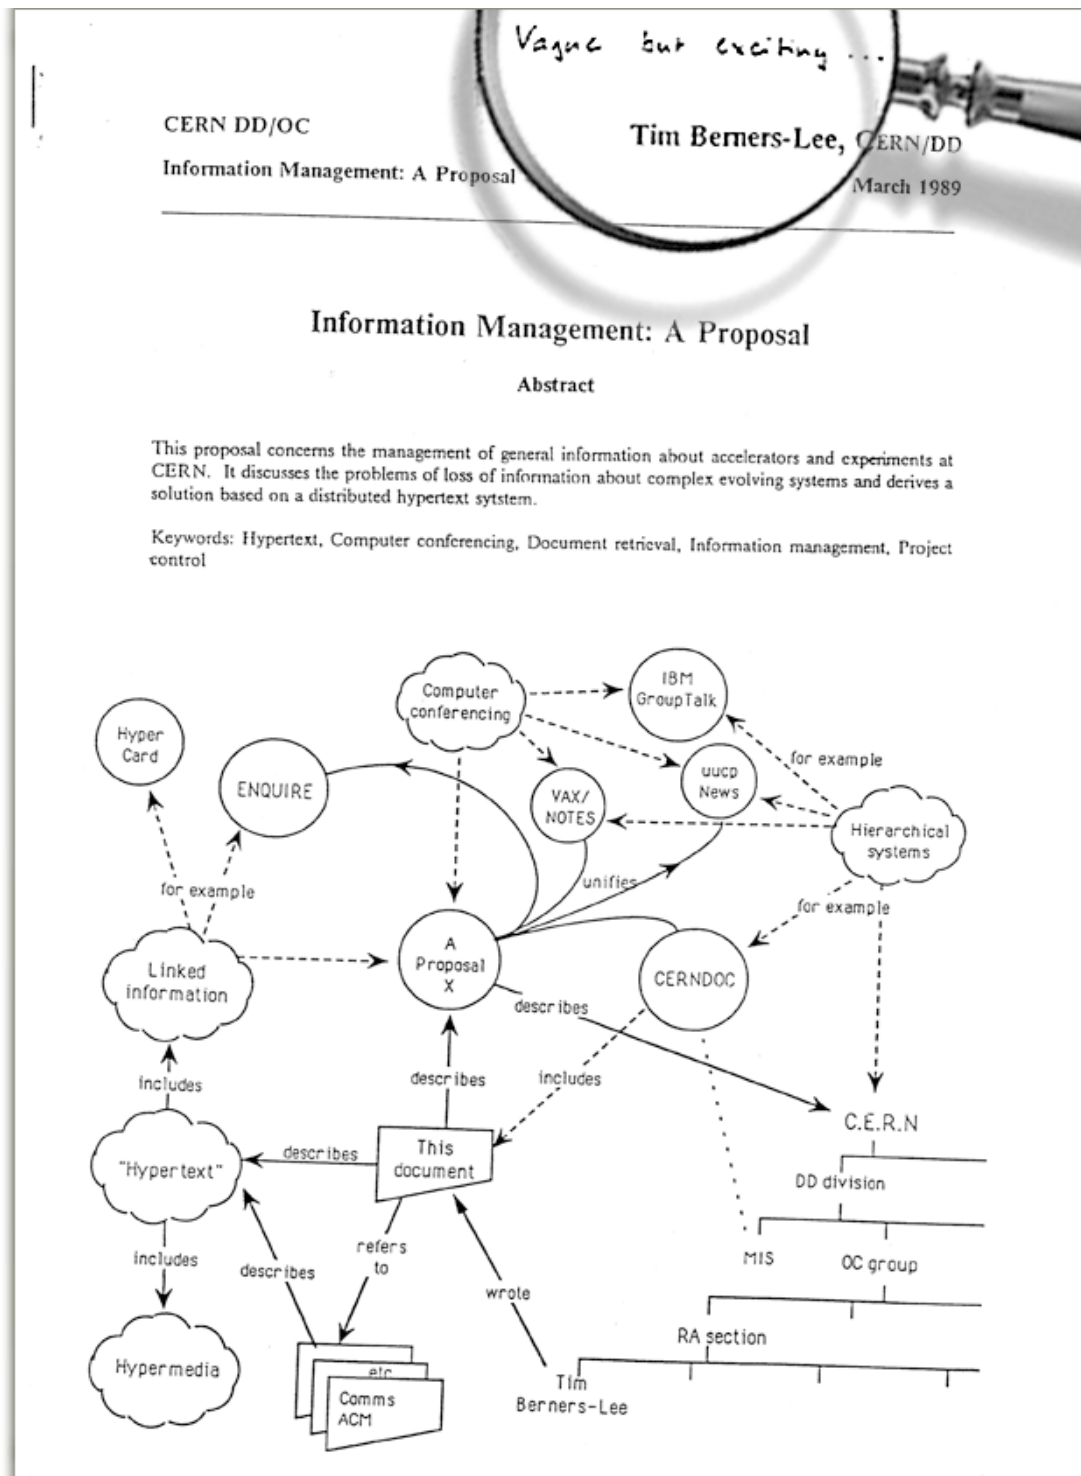 Vague but exciting ...
CERN DD/OC
Tim Berners-Lee, CERN/DD
Information Management: A Proposal
March 1989
Information Management: A Proposal
Abstract
This proposal concerns the management of general information about accelerators and experiments at
CERN. It discusses the problems of loss of information about complex evolving systems and derives a
solution based on a distributed hypertext sytstem.
Keywords: Hypertext, Computer conferencing, Document retrieval, Information management, Project
control
IBM
GroupTalk
Computer
conferencing
Hyper
Card
ENQUIRE
VAX/
NOTES
uucp
News
for example
Hierarchical
systems
for example
unifies
for example
A
Proposal
X
Linked
information
CERNDOC
describes
includes
describes
includes
C.E.R.N
This
document
describes
"Hypertext"
DD division
includes
describes
refers
to
wrote
MIS
OC group
RA section
Hypermedia
etc
Comms
ACM
Tim
Berners-Lee